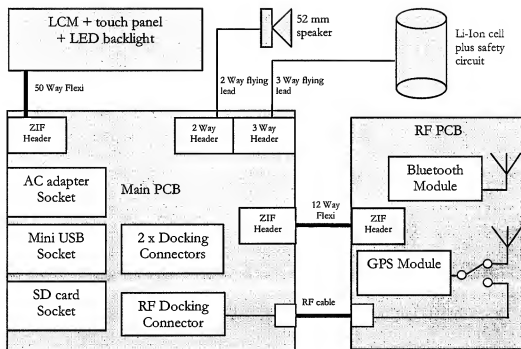 LCM + touch panel
+ LED backlight
52 mm
speaker
Li-Ion cell
plus safety
circuit
50 Way Flexi
2 Way flying
lead
3 Way flying
lead
ZIF
Header
2 Way
Header
3 Way
Header
RF PCB
Bluetooth
Module
AC adapter
Socket
Main PCB
12 Way
Flexi
ZIF
Header
ZIF
Header
Mini USB
Socket
2 x Docking
Connectors
GPS Module
SD card
Socket
RF Docking
Connector
RF cable